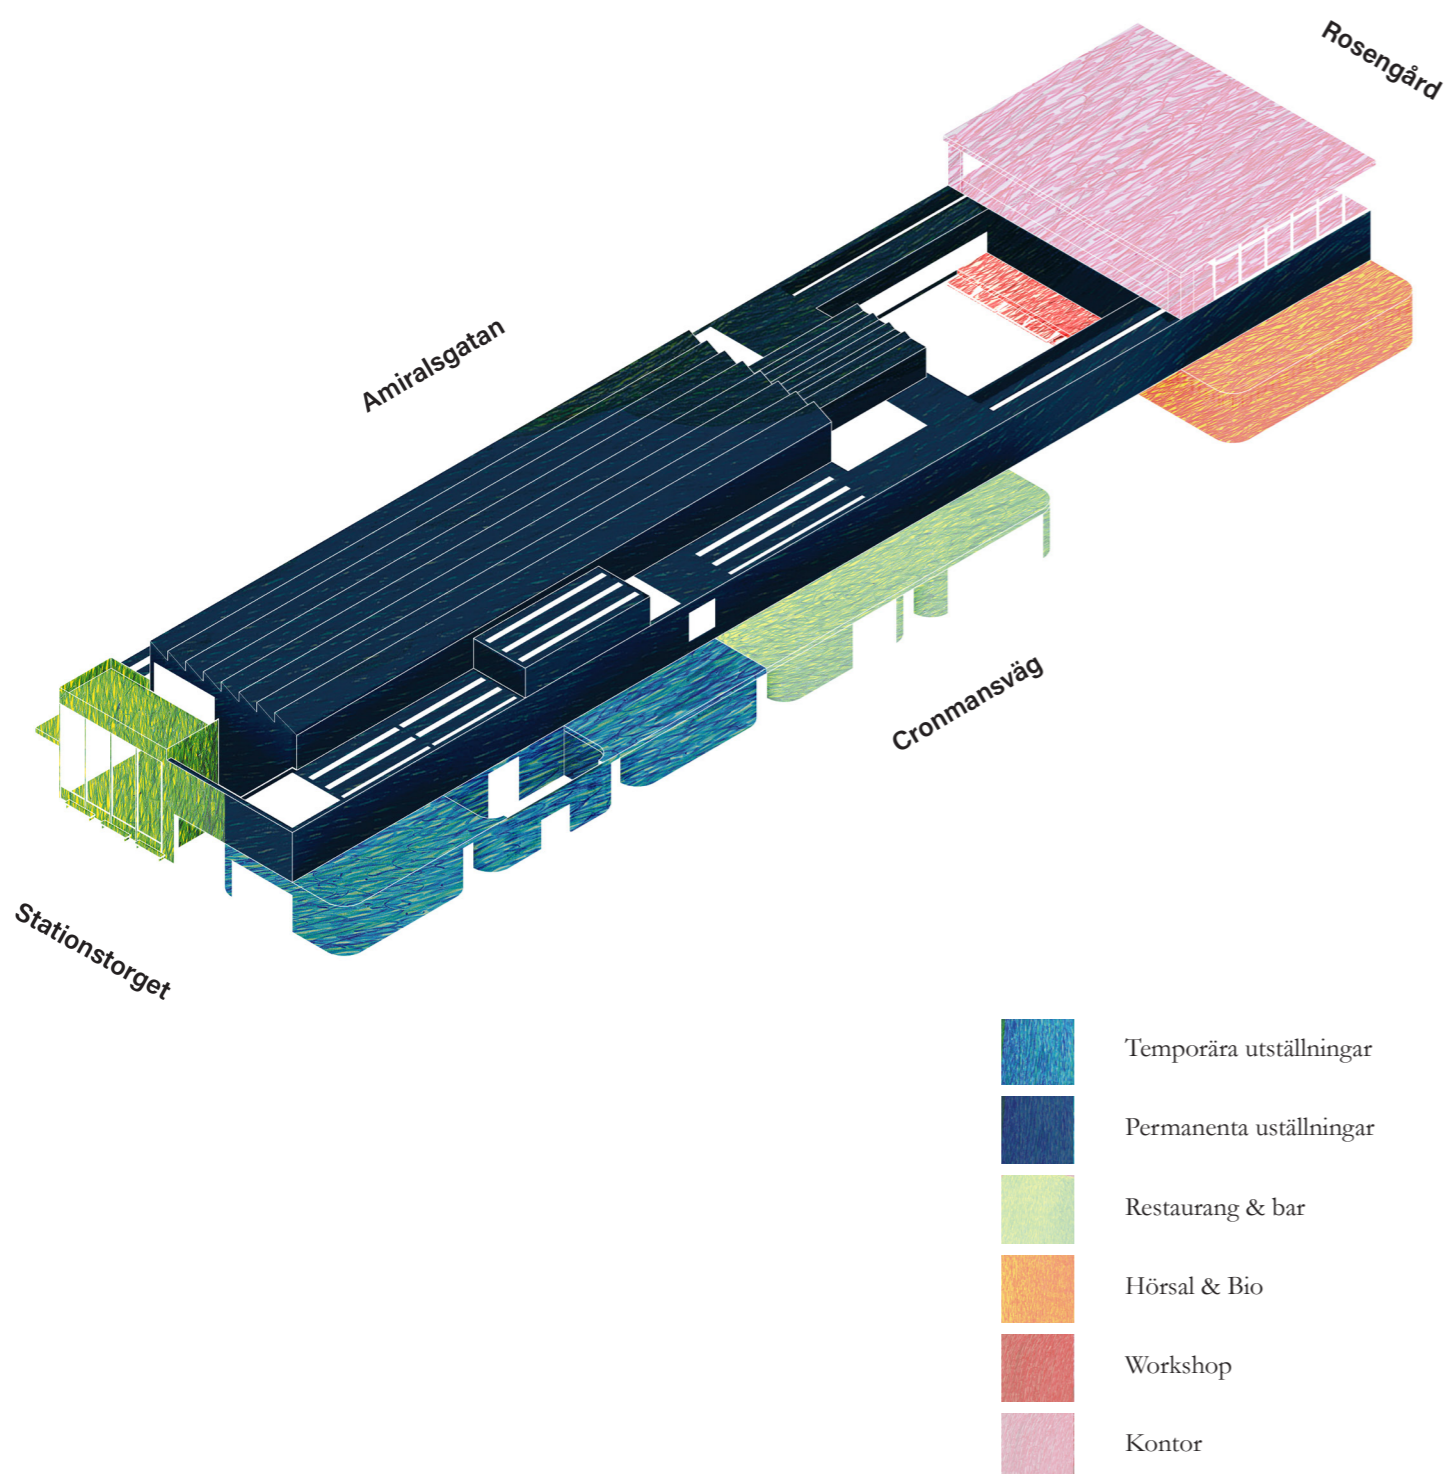 Rosengård
Amiralsgatan
Cronmansväg
Stationstorget
Temporära utställningar
Permanenta uställningar
Restaurang & bar
Hörsal & Bio
Workshop
Kontor